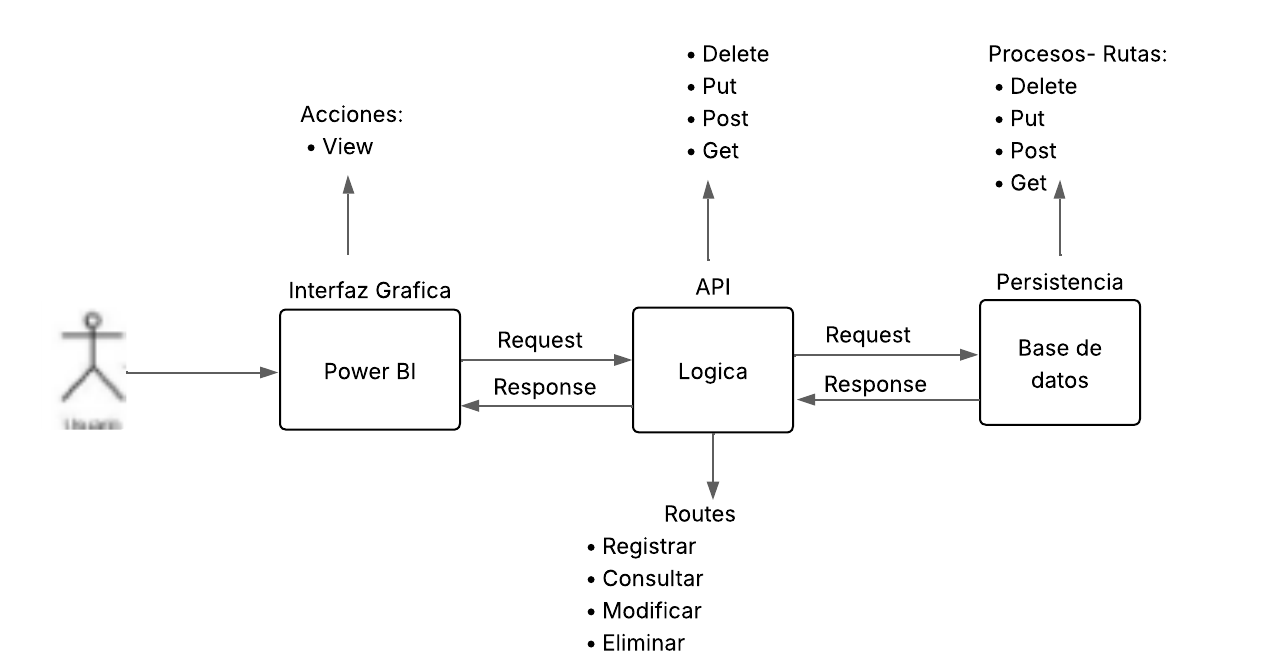 • Delete
• Put
• Post
• Get
Procesos- Rutas:
• Delete
• Put
• Post
• Get
Acciones:
• View
Interfaz Grafica
API
Persistencia
Power BI
Request
Response
Logica
Request
Response
Base de
datos
Routes
• Registrar
• Consultar
• Modificar
• Eliminar